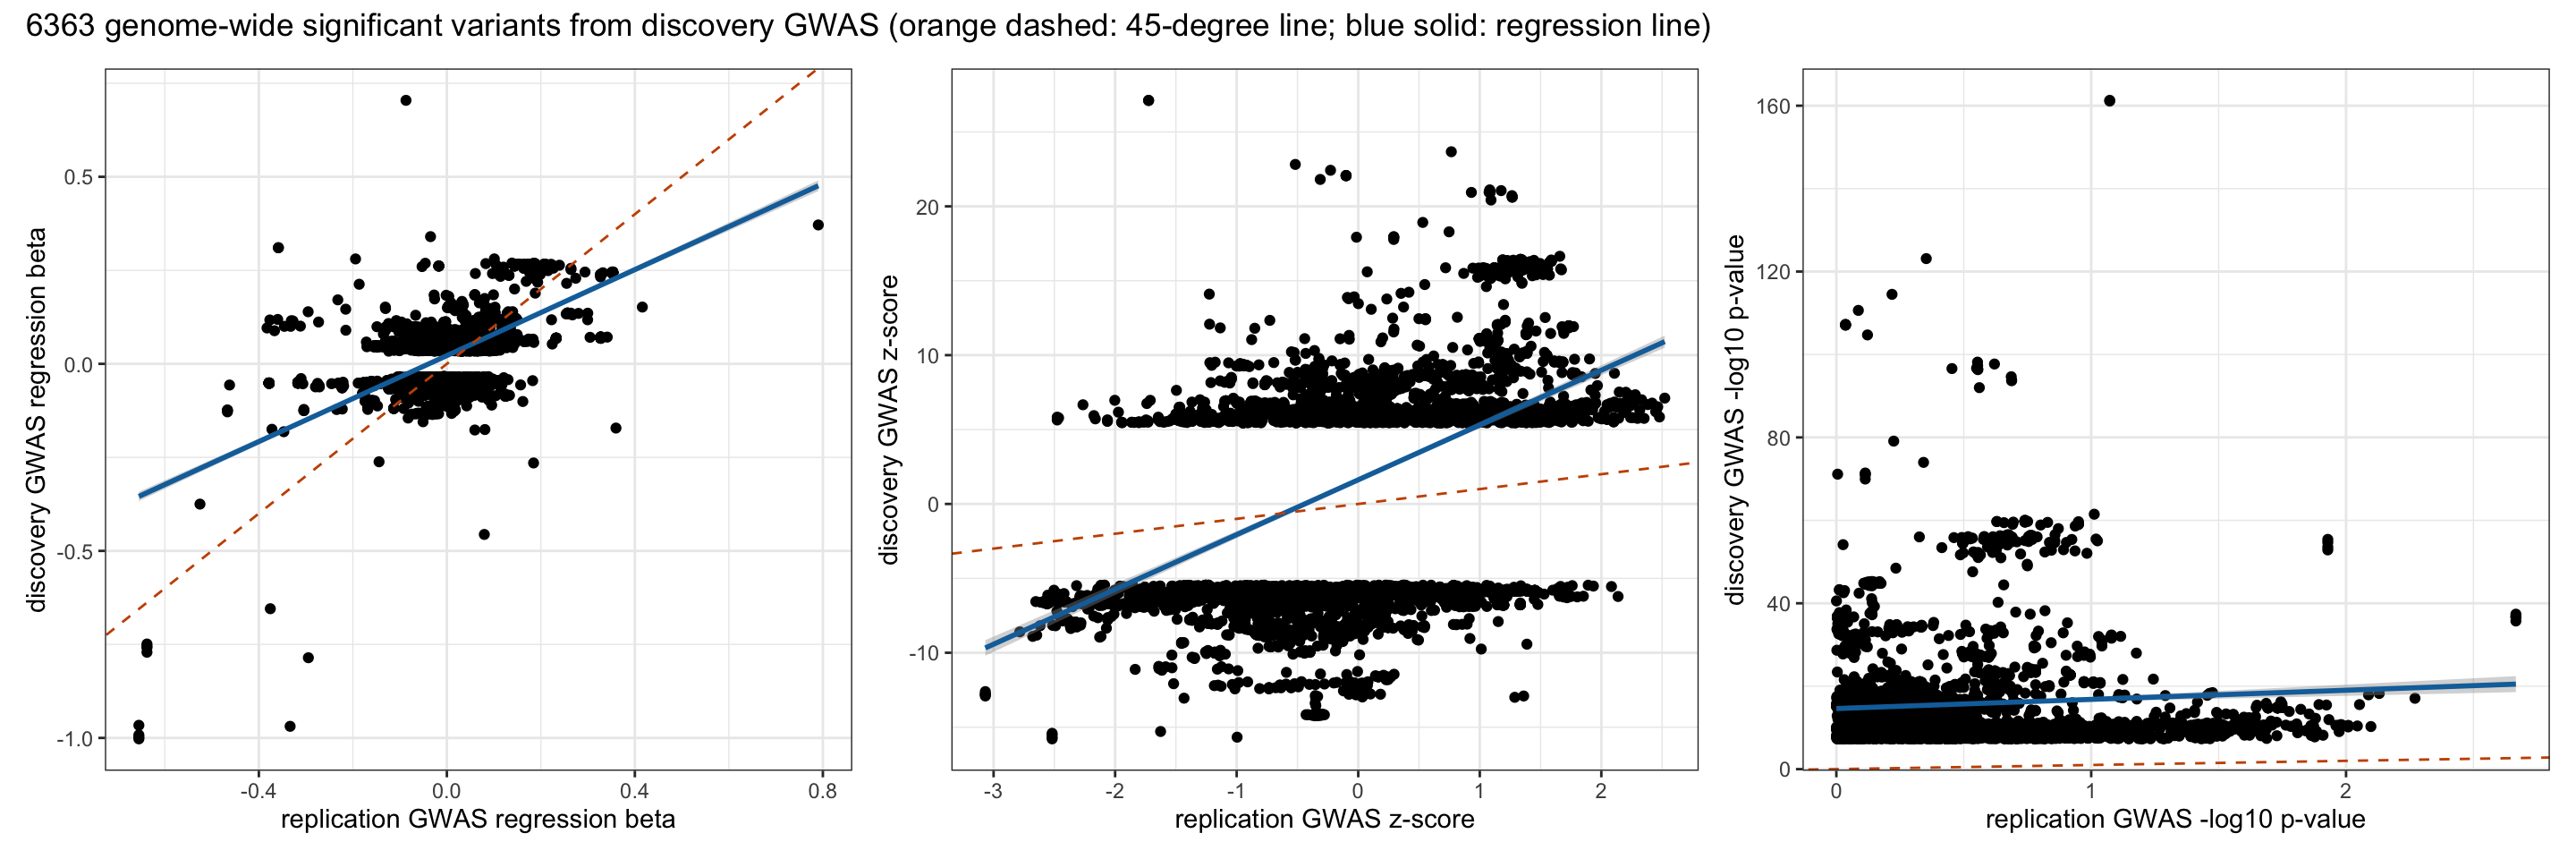 6363 genome-wide significant variants from discovery GWAS (orange dashed: 45-degree line; blue solid: regression line)
discovery GWAS regression beta
0.5
0.0
-0.5
-1.0
-0.4 0.0 0.4 0.8
replication GWAS regression beta
discovery GWAS z-score
20
10
0
-10
-3 -2 -1 0 1 2
replication GWAS z-score
discovery GWAS -log10 p-value
160
120
80
40
0
0 1 2
replication GWAS -log10 p-value